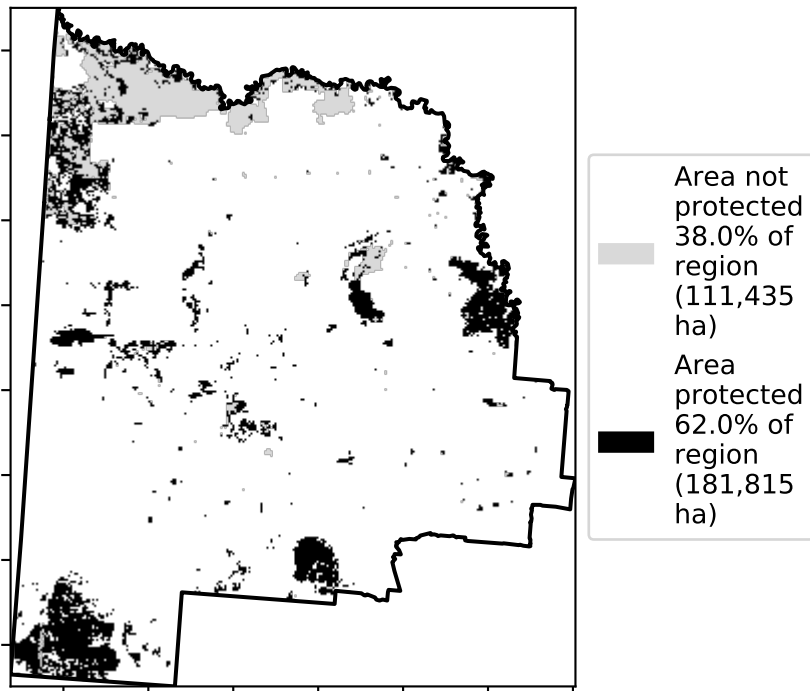 Area not
protected
38.0% of
region
(111,435
ha)
Area
protected
62.0% of
region
(181,815
ha)